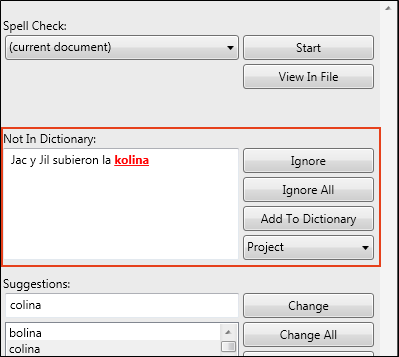 Spell Check:
(current document)
Start
View In File
Not In Dictionary:
Jac y Jil subieron la kolina
Ignore
Ignore All
Add To Dictionary
Project
Suggestions:
colina
Change
bolina
Change All
colina